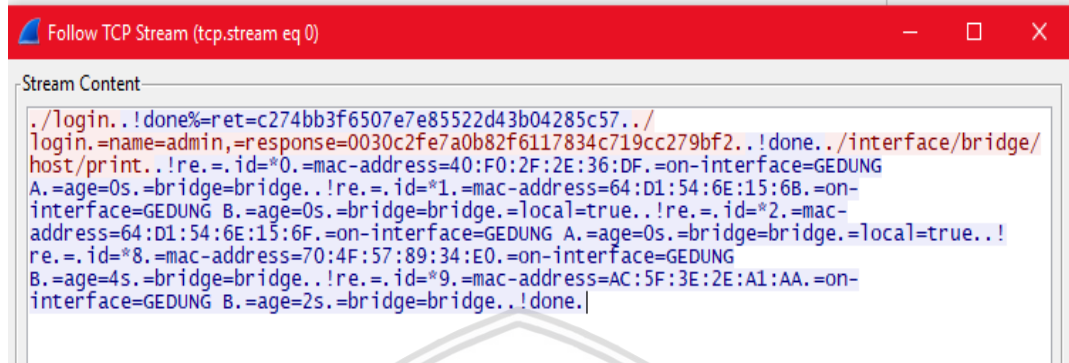 Follow TCP Stream (tcp.stream eq 0)
Stream Content
./login..!done%=ret=c274bb3f6507e7e85522d43b04285c57../
login.=name=admin,=response=0030c2fe7a0b82f6117834c719cc279bf2..!done../interface/bridge/
host/print..!re.=.id=*0.=mac-address=40:F0:2F:2E:36:DF.=on-interface=GEDUNG
A.=age=0s.=bridge=bridge..!re.=.id=*1.=mac-address=64:D1:54:6E:15:6B.=on-
interface=GEDUNG B.=age=0s.=bridge=bridge.=local=true..!re.=.id=*2.=mac-
address=64:D1:54:6E:15:6F.=on-interface=GEDUNG A.=age=0s.=bridge=bridge.=local=true..!
re.=.id=*8.=mac-address=70:4F:57:89:34:E0.=on-interface=GEDUNG
B.=age=4s.=bridge=bridge..!re.=.id=*9.=mac-address=AC:5F:3E:2E:A1:AA.=on-
interface=GEDUNG B.=age=2s.=bridge=bridge..!done.